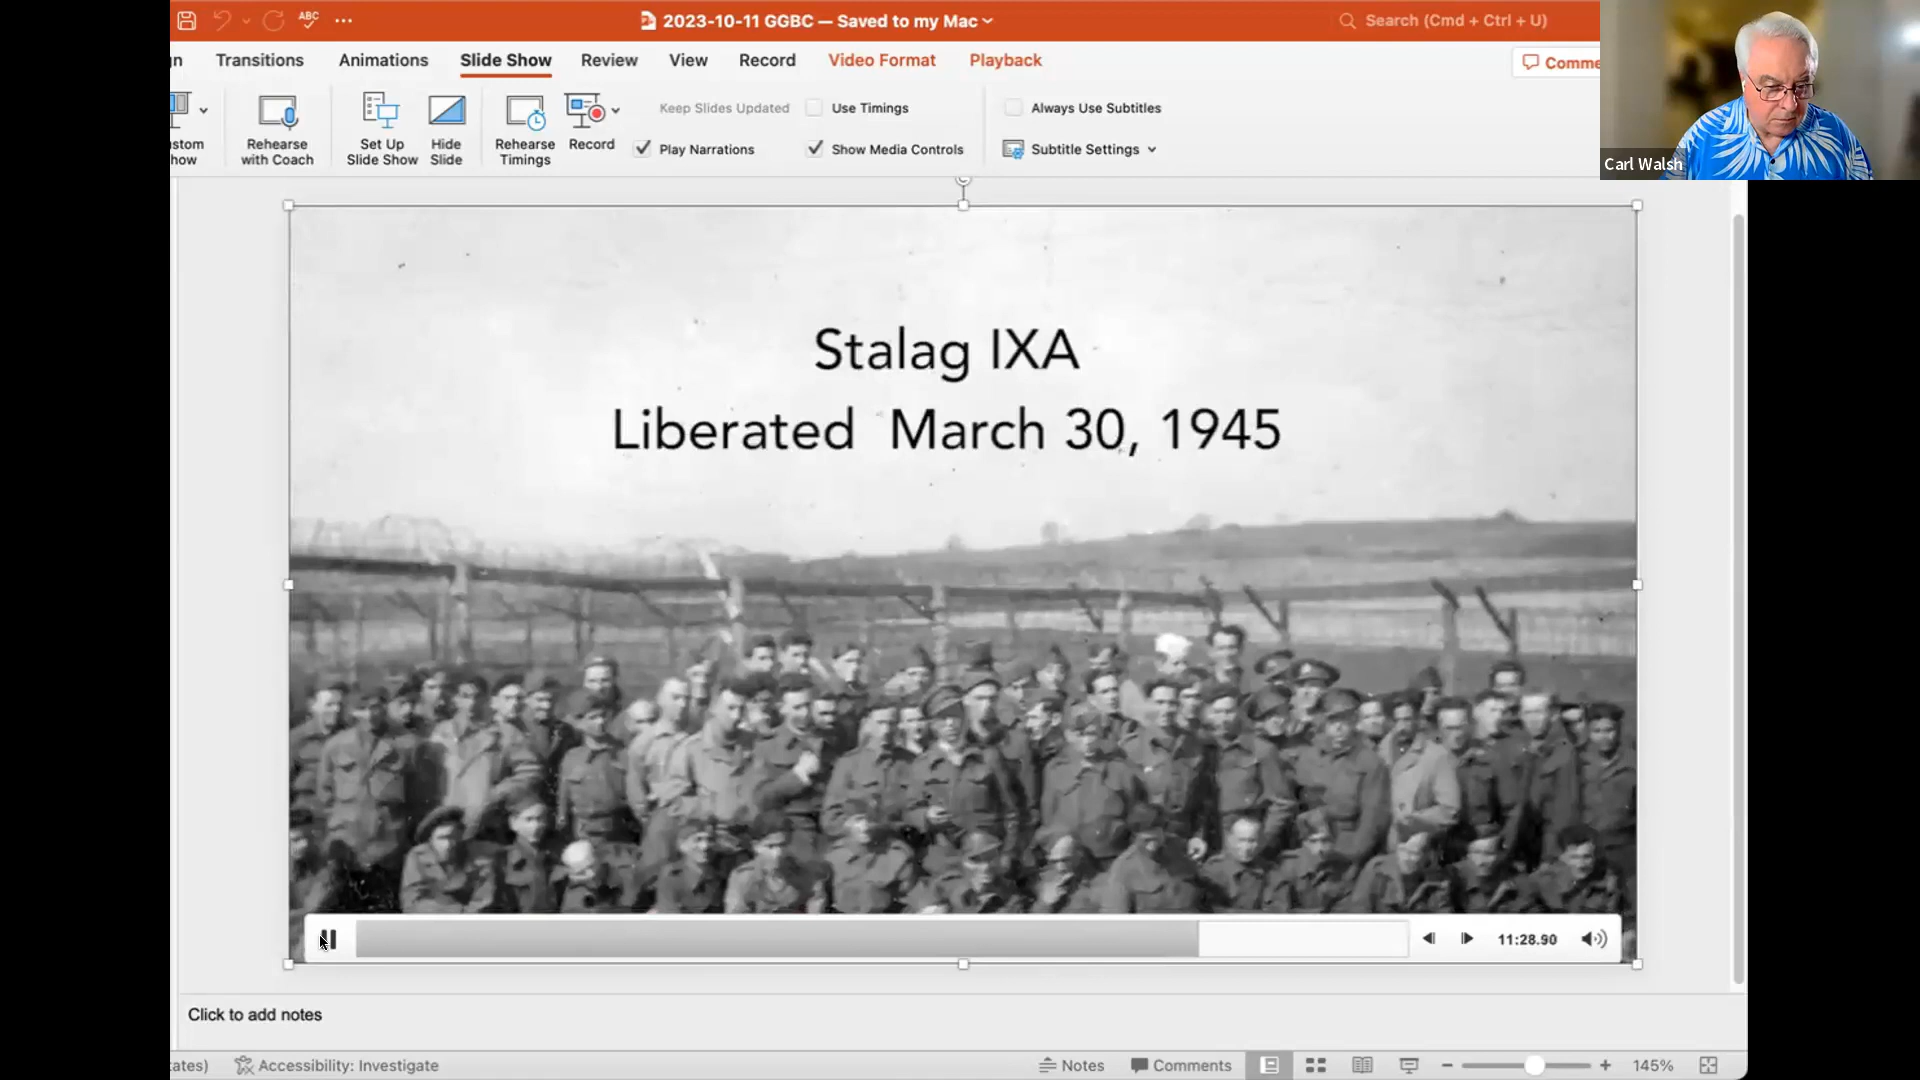 ABC
2023-10-11 GGBC — Saved to my Mac
Search (Cmd + Ctrl + U)
Transitions
Animations
Slide Show
Review
View
Record
Video Format
Playback
Comme
stom
how
Rehearse
with Coach
Set Up
Slide Show
Hide
Slide
Rehearse
Timings
Record
Keep Slides Updated
Use Timings
Play Narrations
Show Media Controls
Always Use Subtitles
Subtitle Settings
Carl Walsh
Stalag IXA
Liberated March 30, 1945
11:28.90
Click to add notes
tates)
Accessibility: Investigate
Notes
Comments
145%